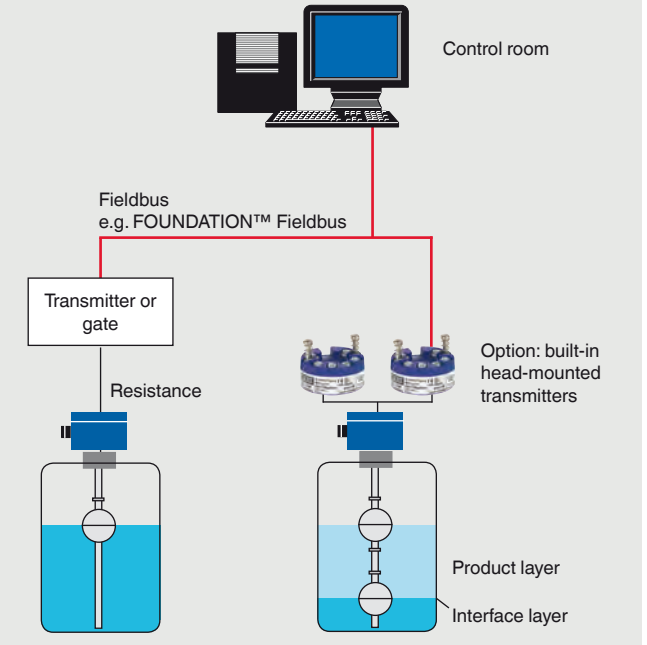 Control room
Fieldbus
e.g. FOUNDATION™ Fieldbus
Transmitter or
gate
Resistance
Option: built-in
head-mounted
transmitters
Product layer
Interface layer